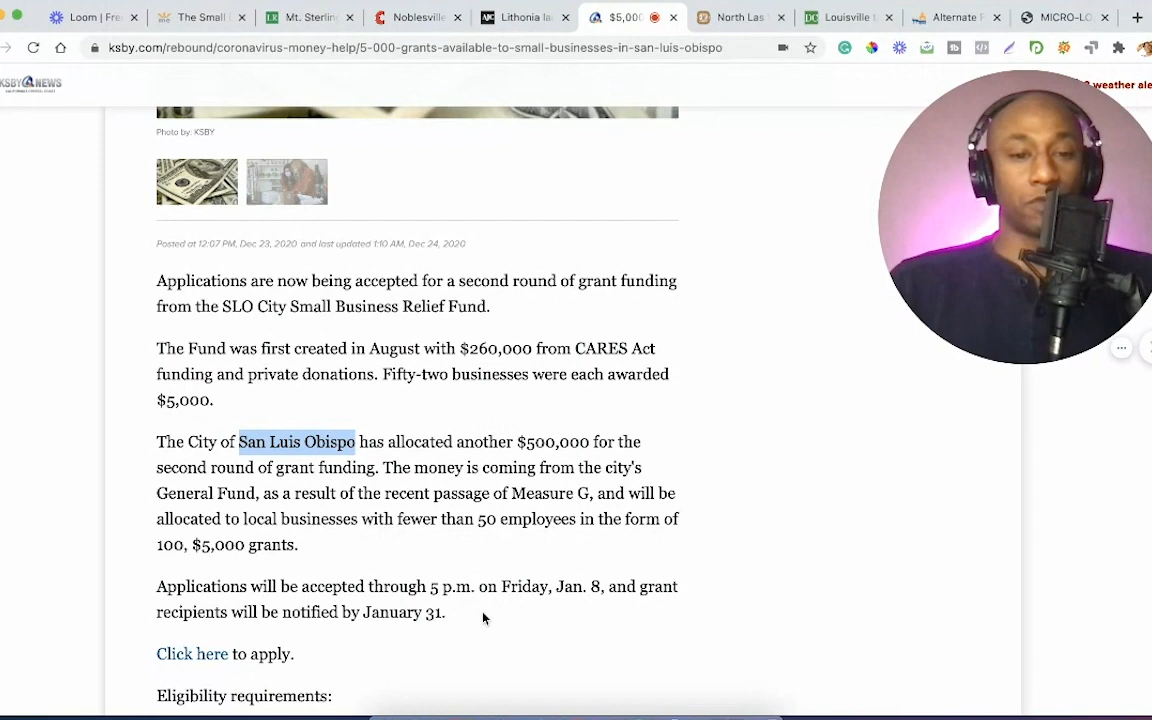 Loom | Fre
The Small
Mt. Sterlin
Noblesville
Lithonia la
$5,00
North Las
Louisville
Alternate
MICRO-LO
ksby.com/rebound/coronavirus-money-help/5-000-grants-available-to-small-businesses-in-san-luis-obispo
KSBY NEWS
weather ale
Photo by: KSBY
Posted at 12:07 PM, Dec 23, 2020 and last updated 1:10 AM, Dec 24, 2020
Applications are now being accepted for a second round of grant funding
from the SLO City Small Business Relief Fund.
The Fund was first created in August with $260,000 from CARES Act
funding and private donations. Fifty-two businesses were each awarded
$5,000.
The City of San Luis Obispo has allocated another $500,000 for the
second round of grant funding. The money is coming from the city's
General Fund, as a result of the recent passage of Measure G, and will be
allocated to local businesses with fewer than 50 employees in the form of
100, $5,000 grants.
Applications will be accepted through 5 p.m. on Friday, Jan. 8, and grant
recipients will be notified by January 31.
Click here to apply.
Eligibility requirements: